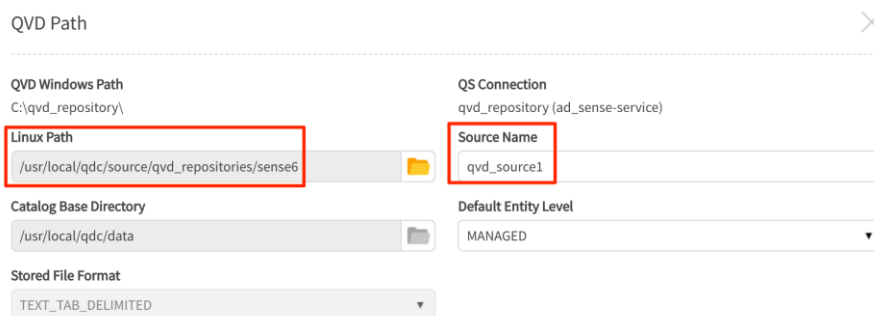 QVD Path
QVD Windows Path
C:\qvd_repository\
QS Connection
qvd_repository (ad_sense-service)
Linux Path
/usr/local/qdc/source/qvd_repositories/sense6
Source Name
qvd_source1
Catalog Base Directory
/usr/local/qdc/data
Default Entity Level
MANAGED
Stored File Format
TEXT_TAB_DELIMITED